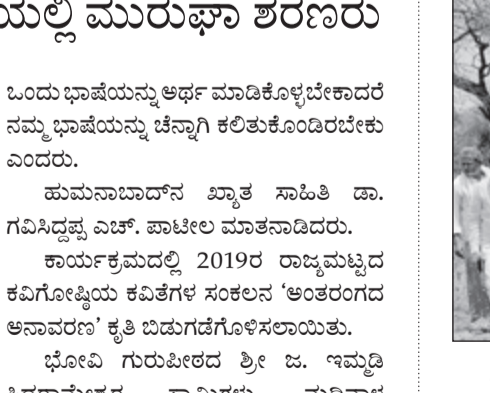 ಯಲ್ಲಿ ಮುರುಘಾ ಶರಣರು
ಒಂದು ಭಾಷೆಯನ್ನು ಅರ್ಥ ಮಾಡಿಕೊಳ್ಳಬೇಕಾದರೆ
ನಮ್ಮ ಭಾಷೆಯನ್ನು ಚೆನ್ನಾಗಿ ಕಲಿತುಕೊಂಡಿರಬೇಕು
ಎಂದರು.
ಹುಮನಾಬಾದ್‌ನ ಖ್ಯಾತ ಸಾಹಿತಿ ಡಾ.
ಗವಿಸಿದ್ದಪ್ಪ ಎಚ್. ಪಾಟೀಲ ಮಾತನಾಡಿದರು.
ಕಾರ್ಯಕ್ರಮದಲ್ಲಿ 2019ರ ರಾಜ್ಯಮಟ್ಟದ
ಕವಿಗೋಷ್ಠಿಯ ಕವಿತೆಗಳ ಸಂಕಲನ ‘ಅಂತರಂಗದ
ಅನಾವರಣ’ ಕೃತಿ ಬಿಡುಗಡೆಗೊಳಿಸಲಾಯಿತು.
ಭೋವಿ ಗುರುಪೀಠದ ಶ್ರೀ ಜ. ಇಮ್ಮಡಿ